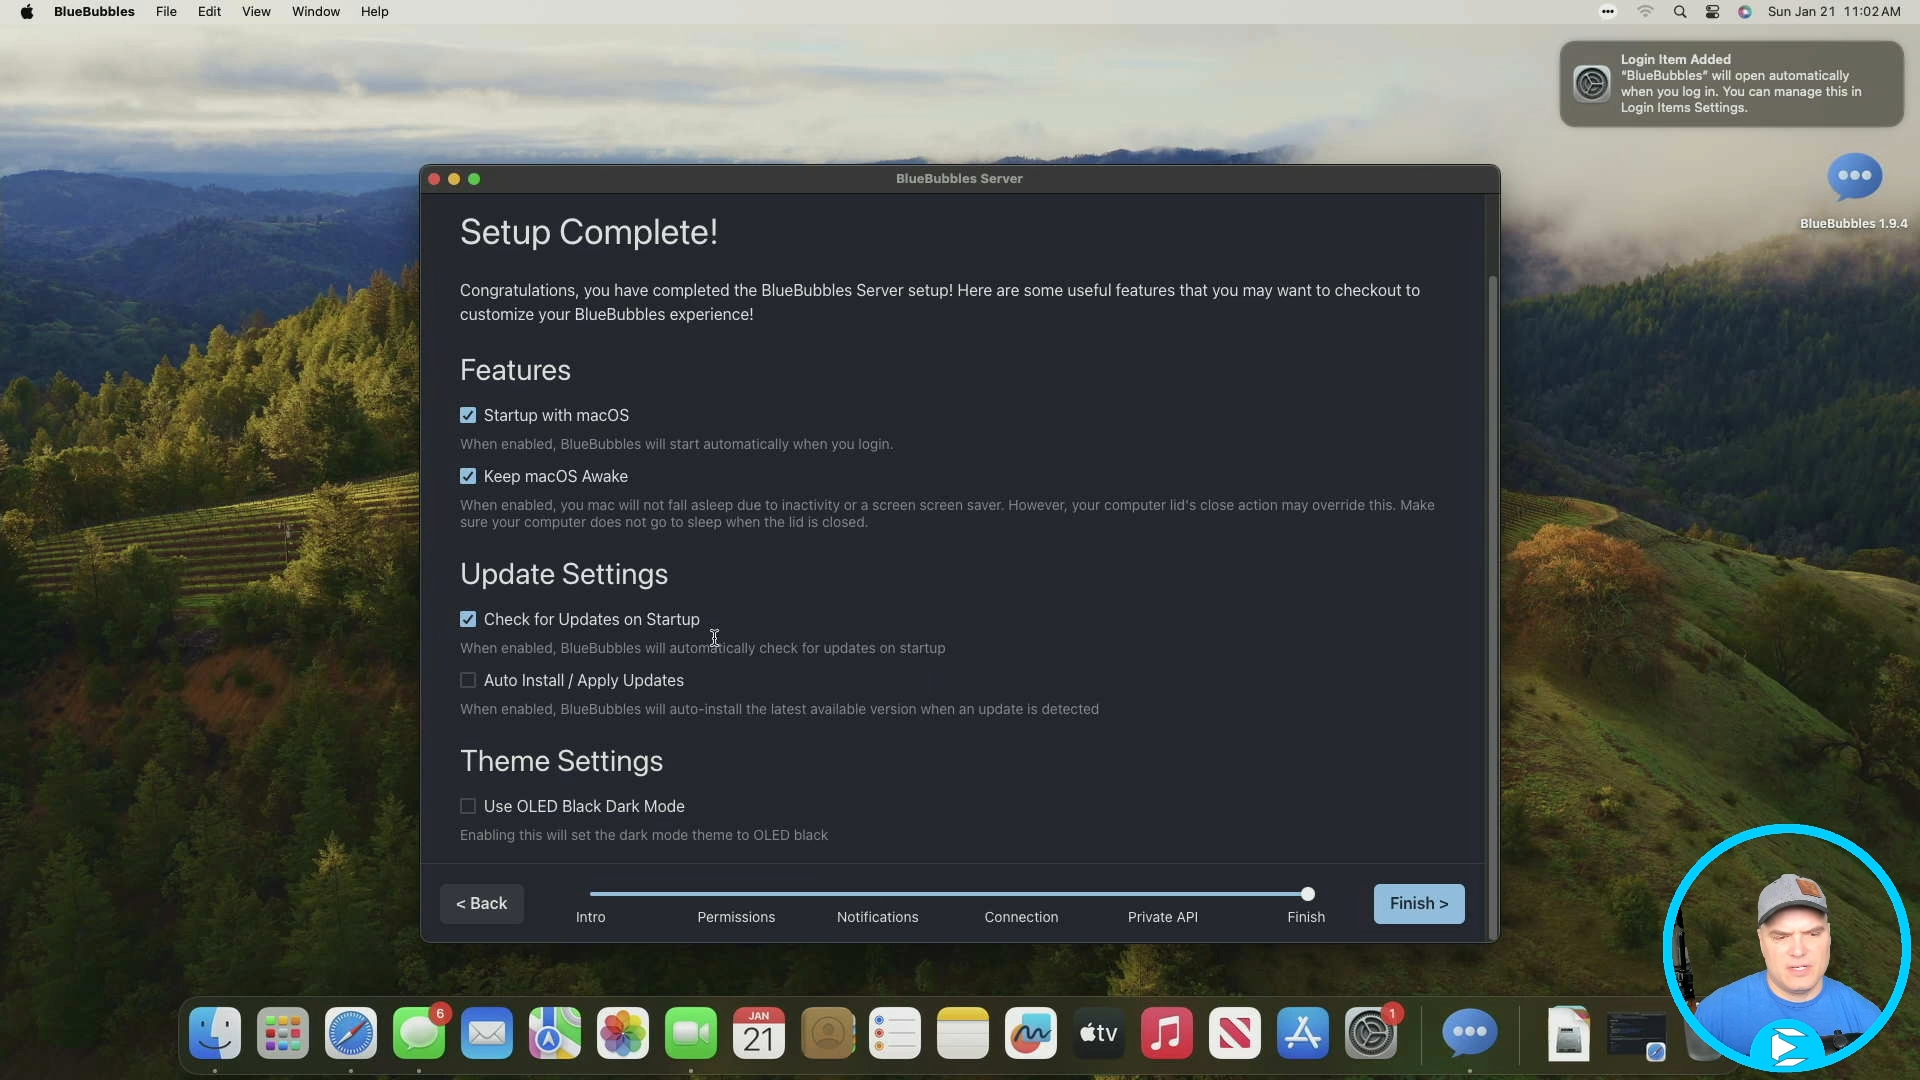 BlueBubbles File Edit View Window Help
Sun Jan 21 11:02 AM
Login Item Added
"BlueBubbles" will open automatically
when you log in. You can manage this in
Login Items Settings.
BlueBubbles 1.9.4
BlueBubbles Server
Setup Complete!
Congratulations, you have completed the BlueBubbles Server setup! Here are some useful features that you may want to checkout to
customize your BlueBubbles experience!
Features
Startup with macOS
When enabled, BlueBubbles will start automatically when you login.
Keep macOS Awake
When enabled, you mac will not fall asleep due to inactivity or a screen screen saver. However, your computer lid's close action may override this. Make
sure your computer does not go to sleep when the lid is closed.
Update Settings
Check for Updates on Startup
When enabled, BlueBubbles will automatically check for updates on startup
Auto Install / Apply Updates
When enabled, BlueBubbles will auto-install the latest available version when an update is detected
Theme Settings
Use OLED Black Dark Mode
Enabling this will set the dark mode theme to OLED black
< Back
Intro
Permissions
Notifications
Connection
Private API
Finish
Finish >
6
JAN
21
tv
1